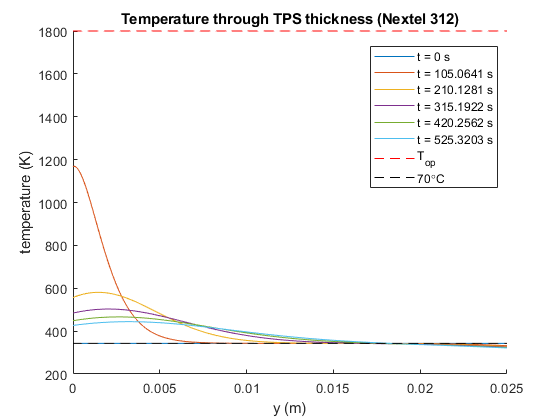 Temperature through TPS thickness (Nextel 312)
1800
1600
1400
1200
1000
800
600
400
200
temperature (K)
t = 0 s
t = 105.0641 s
t = 210.1281 s
t = 315.1922 s
t = 420.2562 s
t = 525.3203 s
T_op
70°C
0
0.005
0.01
0.015
0.02
0.025
y (m)